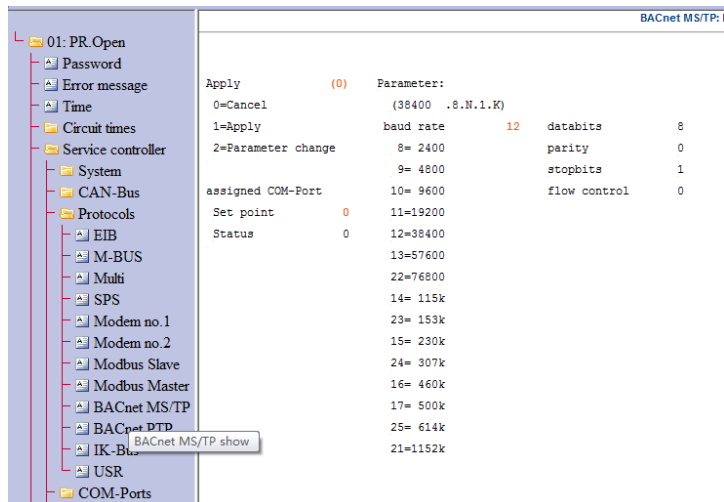 BACnet MS/TP:
01: PR.Open
Password
Error message
Time
Circuit times
Service controller
System
CAN-Bus
Protocols
EIB
M-BUS
Multi
SPS
Modem no.1
Modem no.2
Modbus Slave
Modbus Master
BACnet MS/TP
BACnet PTP
BACnet MS/TP show
IK-Bus
USR
COM-Ports
Apply (0) Parameter:
0=Cancel (38400 .8.N.1.K)
1=Apply baud rate 12 databits 8
2=Parameter change 8= 2400 parity 0
9= 4800 stopbits 1
assigned COM-Port 10= 9600 flow control 0
Set point 0 11=19200
Status 0 12=38400
13=57600
22=76800
14= 115k
23= 153k
15= 230k
24= 307k
16= 460k
17= 500k
25= 614k
21=1152k